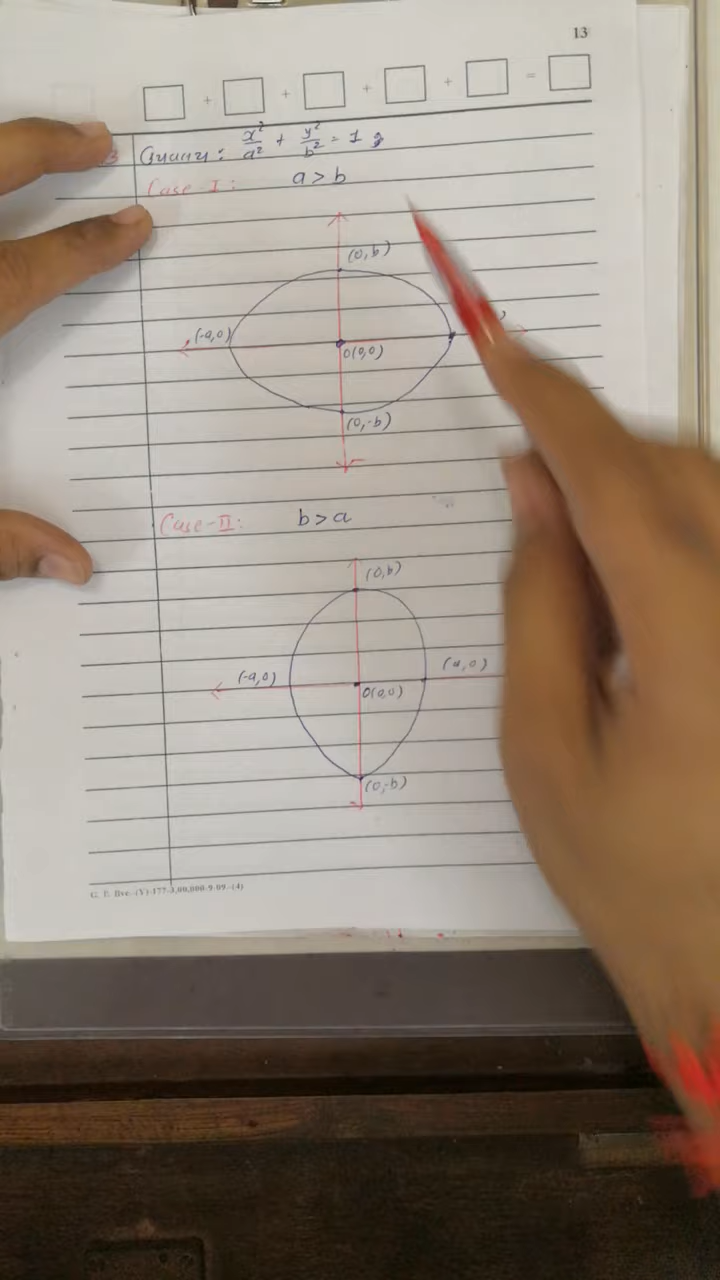 13
+ + + + =
x²/a² + y²/b² = 1
Case-I: a > b
(0,b)
(-a,0)
O(0,0)
(0,-b)
Case-II: b > a
(0,b)
(-a,0) (a,0)
O(0,0)
(0,-b)